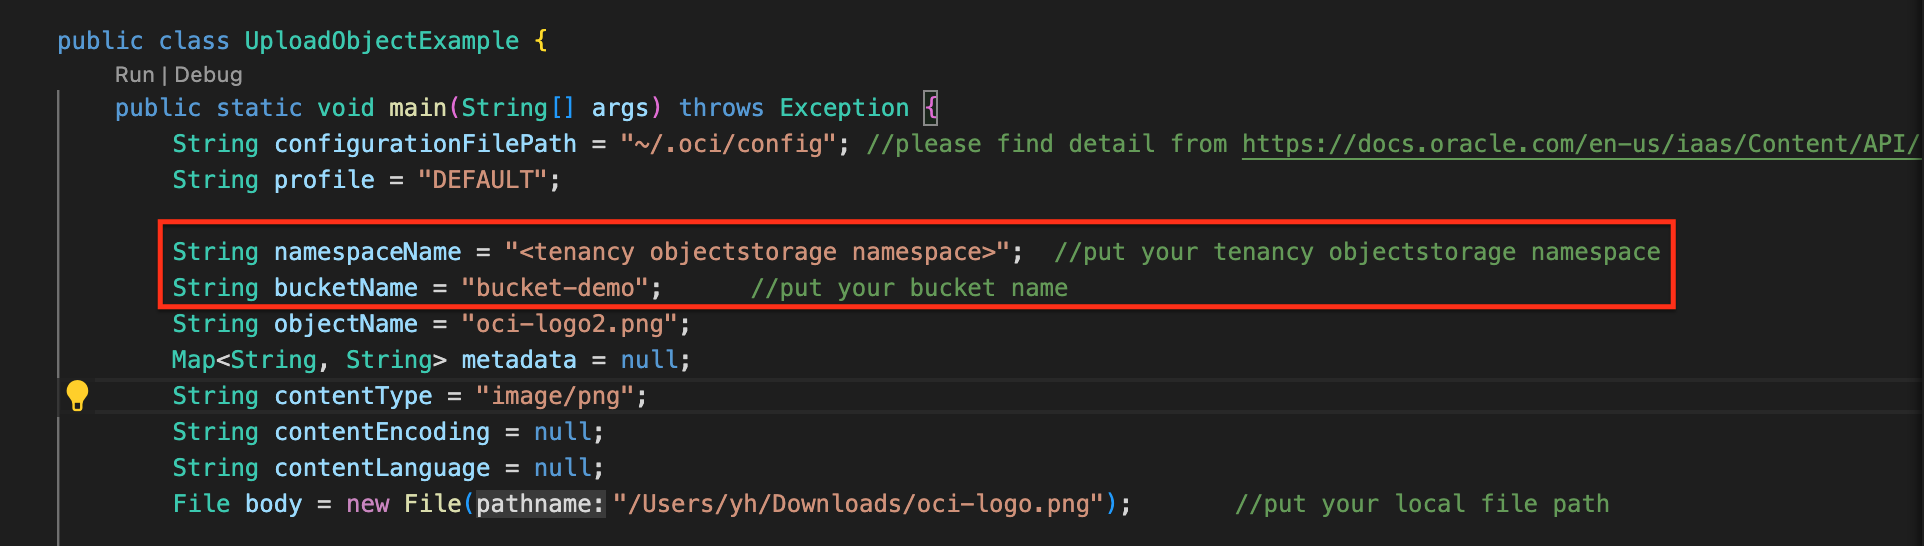 public class UploadObjectExample {
Run | Debug
public static void main(String[] args) throws Exception {
String configurationFilePath = "~/.oci/config"; //please find detail from https://docs.oracle.com/en-us/iaas/Content/API/
String profile = "DEFAULT";
String namespaceName = "<tenancy objectstorage namespace>"; //put your tenancy objectstorage namespace
String bucketName = "bucket-demo"; //put your bucket name
String objectName = "oci-logo2.png";
Map<String, String> metadata = null;
String contentType = "image/png";
String contentEncoding = null;
String contentLanguage = null;
File body = new File(pathname:"/Users/yh/Downloads/oci-logo.png"); //put your local file path